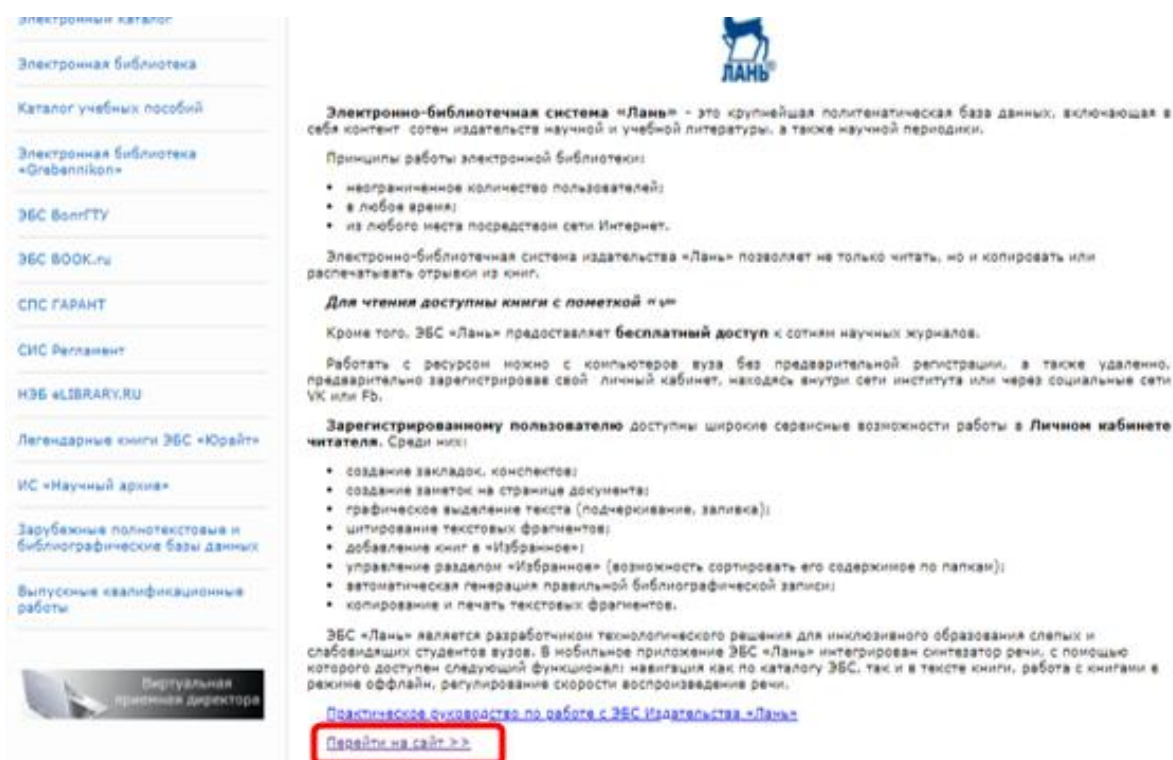 Электронный каталог
Электронная библиотека
Каталог учебных пособий
Электронная библиотека
«Grebennikon»
ЭБС ВолгГТУ
ЭБС BOOK.ru
СПС ГАРАНТ
СИС Регламент
НЭБ eLIBRARY.RU
Легендарные книги ЭБС «Юрайт»
ИС «Научный архив»
Зарубежные полнотекстовые и
библиографические базы данных
Выпускные квалификационные
работы
Виртуальная
приемная директора
ЛАНЬ®
Электронно-библиотечная система «Лань» - это крупнейшая политематическая база данных, включающая в
себя контент сотен издательств научной и учебной литературы, а также научной периодики.
Принципы работы электронной библиотеки:
• неограниченное количество пользователей;
• в любое время;
• из любого места посредством сети Интернет.
Электронно-библиотечная система издательства «Лань» позволяет не только читать, но и копировать или
распечатывать отрывки из книг.
Для чтения доступны книги с пометкой «v»
Кроме того, ЭБС «Лань» предоставляет бесплатный доступ к сотням научных журналов.
Работать с ресурсом можно с компьютеров вуза без предварительной регистрации, а также удаленно,
предварительно зарегистрировав свой личный кабинет, находясь внутри сети института или через социальные сети
VK или Fb.
Зарегистрированному пользователю доступны широкие сервисные возможности работы в Личном кабинете
читателя. Среди них:
• создание закладок, конспектов;
• создание заметок на странице документа;
• графическое выделение текста (подчеркивание, заливка);
• цитирование текстовых фрагментов;
• добавление книг в «Избранное»;
• управление разделом «Избранное» (возможность сортировать его содержимое по папкам);
• автоматическая генерация правильной библиографической записи;
• копирование и печать текстовых фрагментов.
ЭБС «Лань» является разработчиком технологического решения для инклюзивного образования слепых и
слабовидящих студентов вузов. В мобильное приложение ЭБС «Лань» интегрирован синтезатор речи, с помощью
которого доступен следующий функционал: навигация как по каталогу ЭБС, так и в тексте книги, работа с книгами в
режиме оффлайн, регулирование скорости воспроизведение речи.
Практическое руководство по работе с ЭБС Издательства «Лань»
Перейти на сайт >>